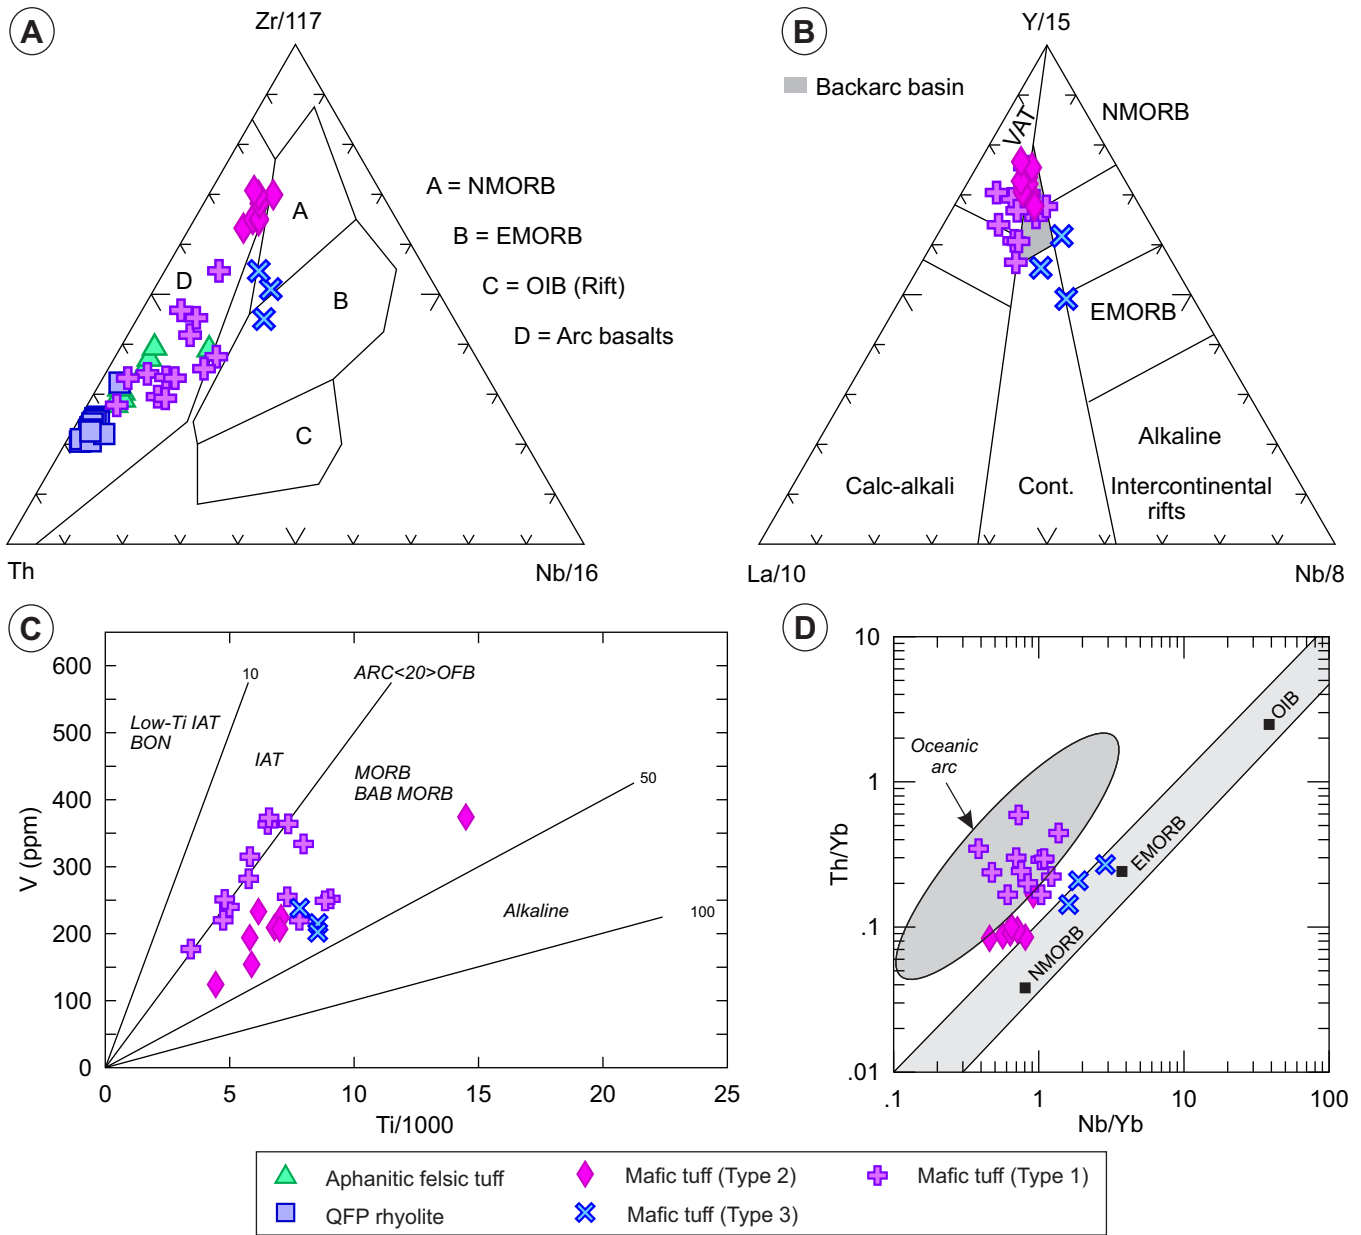 A
Zr/117
A = NMORB
B = EMORB
C = OIB (Rift)
D = Arc basalts
A
B
C
D
Th
Nb/16
B
Y/15
Backarc basin
VAT
NMORB
EMORB
Alkaline
Calc-alkali
Cont.
Intercontinental
rifts
La/10
Nb/8
C
600
500
400
300
200
100
0
V (ppm)
10
ARC<20>OFB
Low-Ti IAT
BON
IAT
MORB
BAB MORB
50
Alkaline
100
0
5
10
15
20
25
Ti/1000
D
10
1
0.1
.01
Th/Yb
Oceanic
arc
OIB
EMORB
NMORB
.1
1
10
100
Nb/Yb
Aphanitic felsic tuff
Mafic tuff (Type 2)
Mafic tuff (Type 1)
QFP rhyolite
Mafic tuff (Type 3)